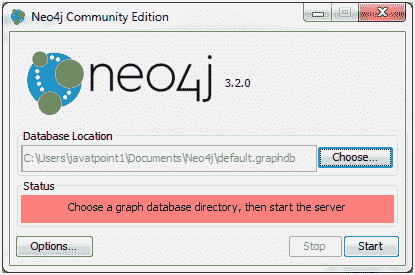 Neo4j Community Edition
neo4j 3.2.0
Database Location
C:\Users\javatpoint1\Documents\Neo4j\default.graphdb Choose...
Status
Choose a graph database directory, then start the server
Options... Stop Start